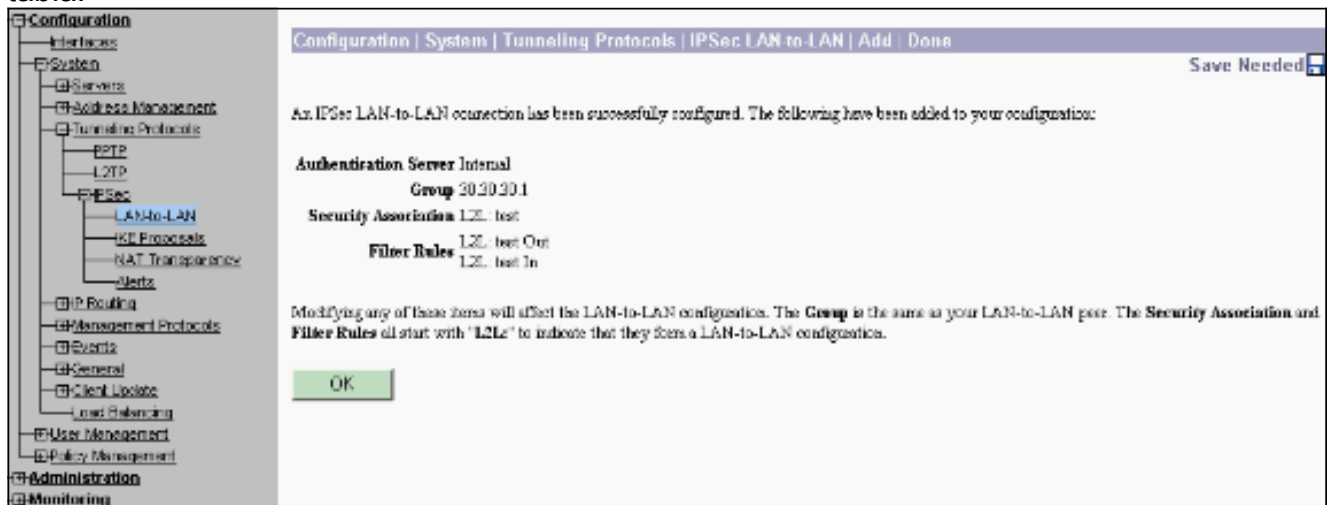 Configuration
Interfaces
System
Servers
Address Management
Tunneling Protocols
PPTP
L2TP
IPSec
LAN-to-LAN
IKE Proposals
NAT Transparency
Alerts
IP Routing
Management Protocols
Events
General
Client Update
Load Balancing
User Management
Policy Management
Administration
Monitoring
Configuration | System | Tunneling Protocols | IPSec LAN-to-LAN | Add | Done
Save Needed
An IPSec LAN-to-LAN connection has been successfully configured. The following have been added to your configuration:
Authentication Server Internal
Group 30.30.30.1
Security Association L2L: test
Filter Rules L2L: test Out
L2L: test In
Modifying any of these items will affect the LAN-to-LAN configuration. The Group is the same as your LAN-to-LAN peer. The Security Association and
Filter Rules all start with "L2L:" to indicate that they form a LAN-to-LAN configuration.
OK